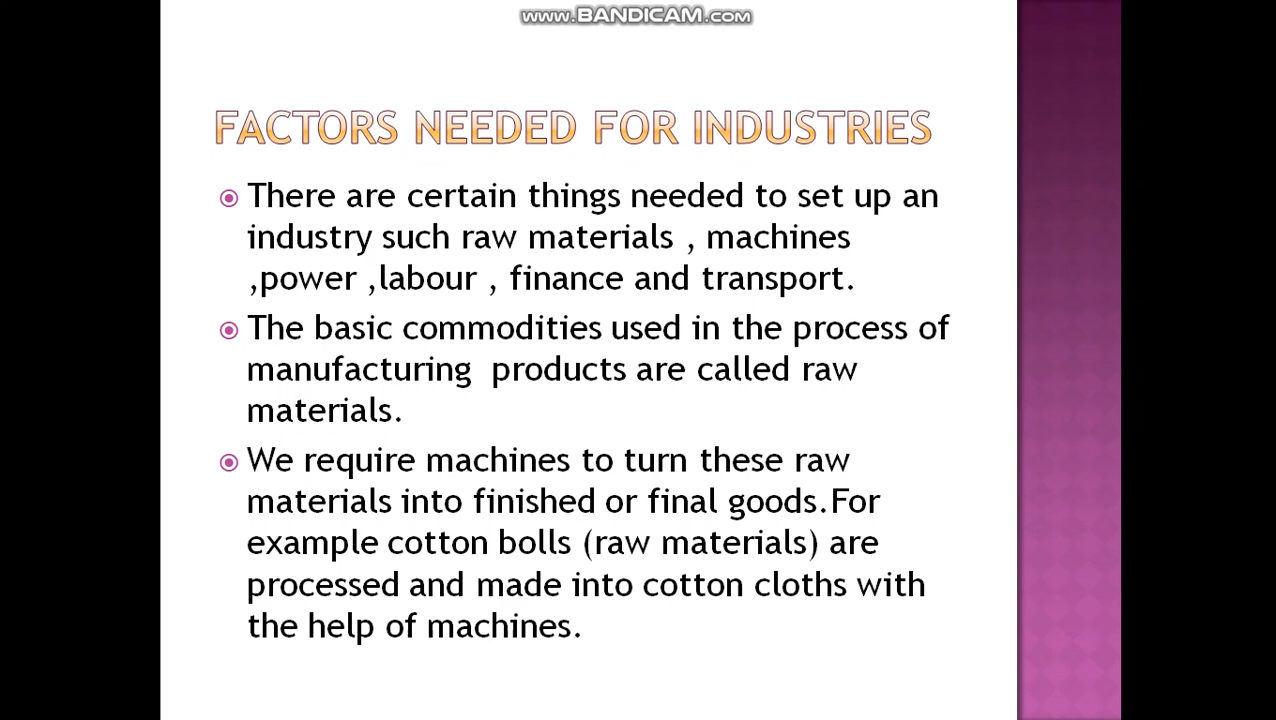 www.BANDICAM.com
FACTORS NEEDED FOR INDUSTRIES
There are certain things needed to set up an
industry such raw materials , machines
,power ,labour , finance and transport.
The basic commodities used in the process of
manufacturing  products are called raw
materials.
We require machines to turn these raw
materials into finished or final goods.For
example cotton bolls (raw materials) are
processed and made into cotton cloths with
the help of machines.